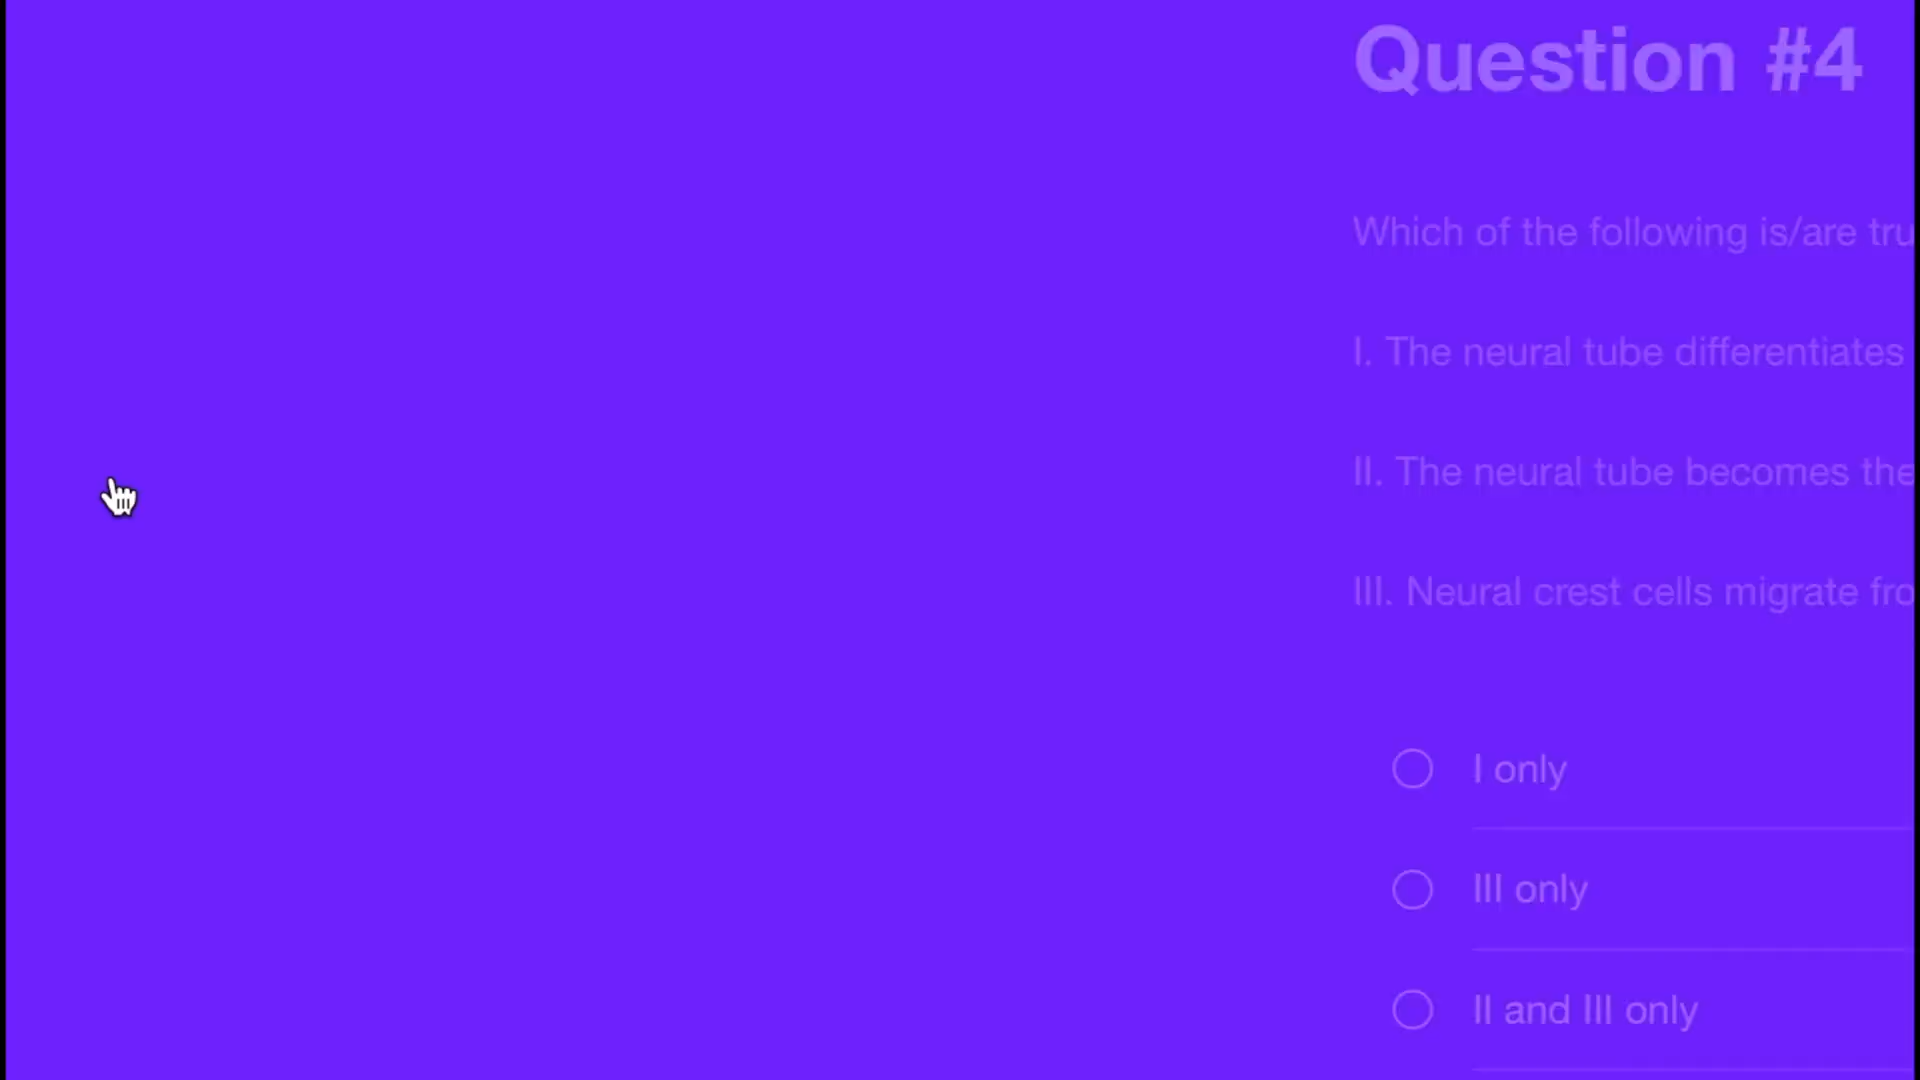 Question #4
Which of the following is/are tru
I. The neural tube differentiates
II. The neural tube becomes the
III. Neural crest cells migrate fro
I only
III only
II and III only